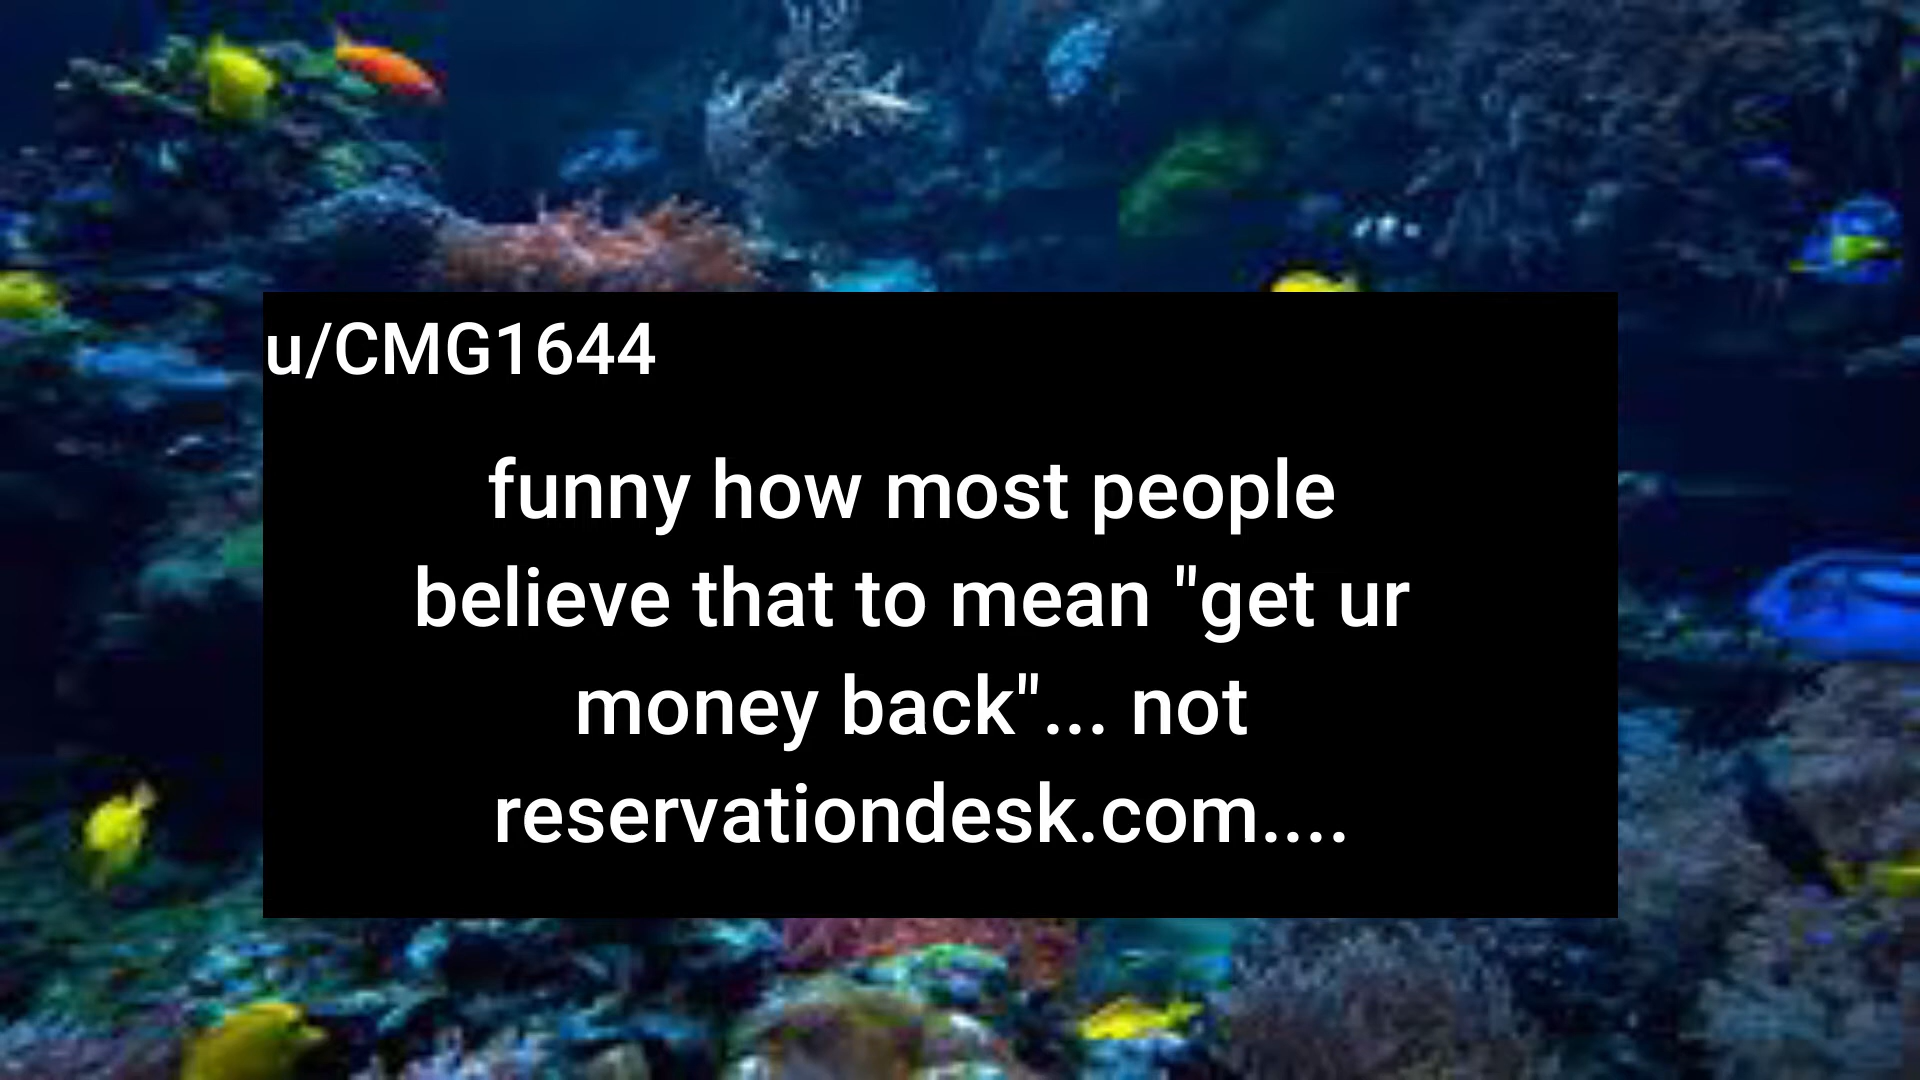 u/CMG1644
funny how most people
believe that to mean "get ur
money back"... not
reservationdesk.com....